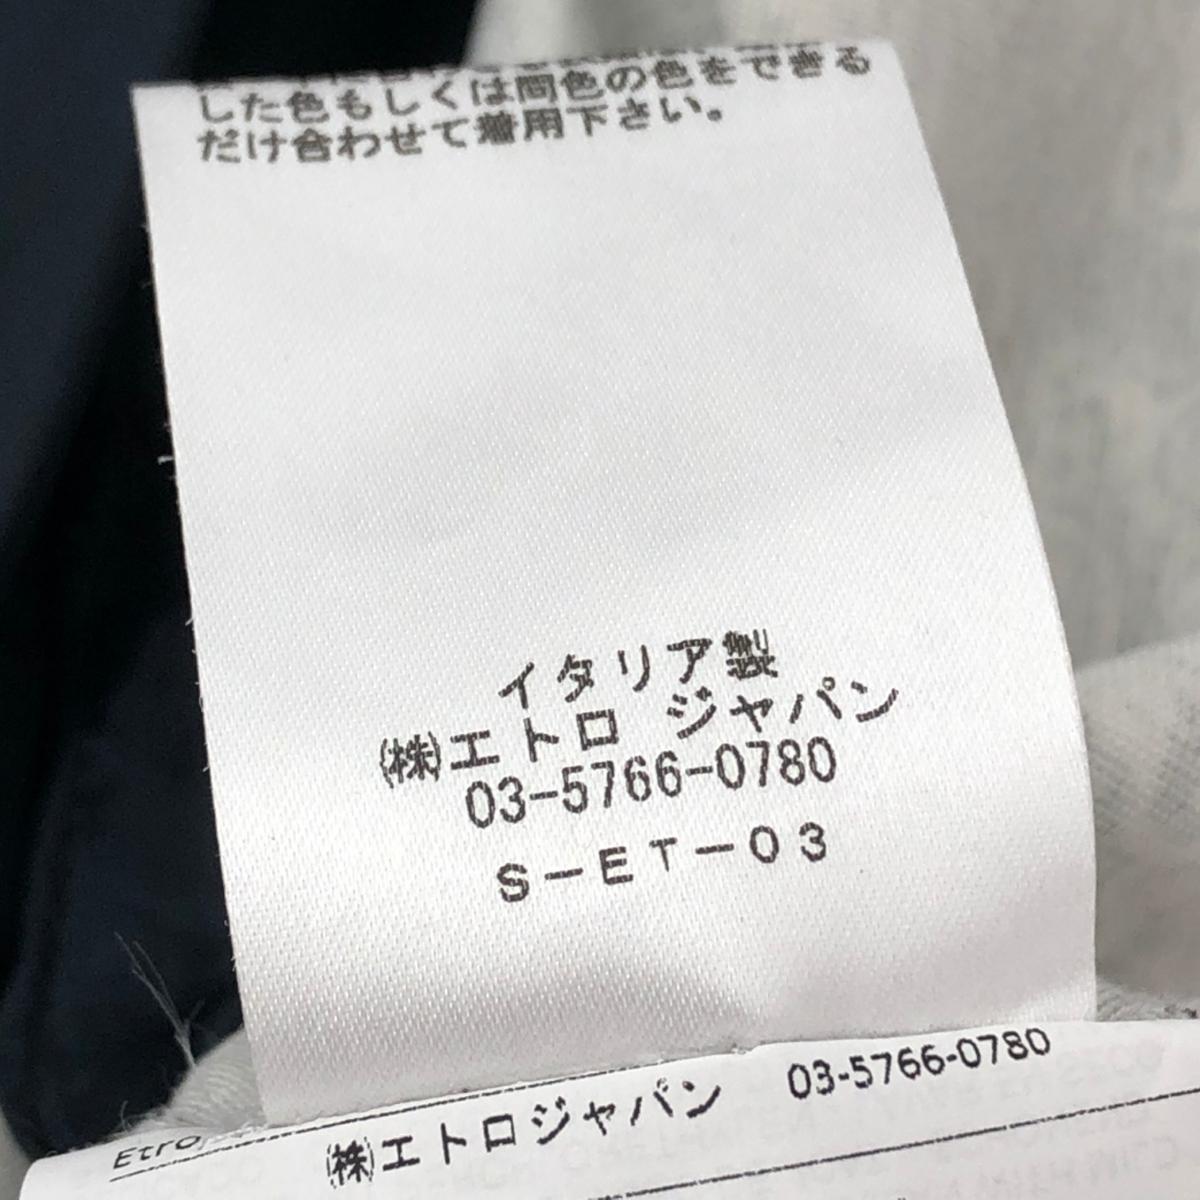 した色もしくは同色の色をできる
だけ合わせて着用下さい。
イタリア製
㈱エトロ ジャパン
03-5766-0780
S-ET-03
Etro
㈱エトロジャパン 03-5766-0780